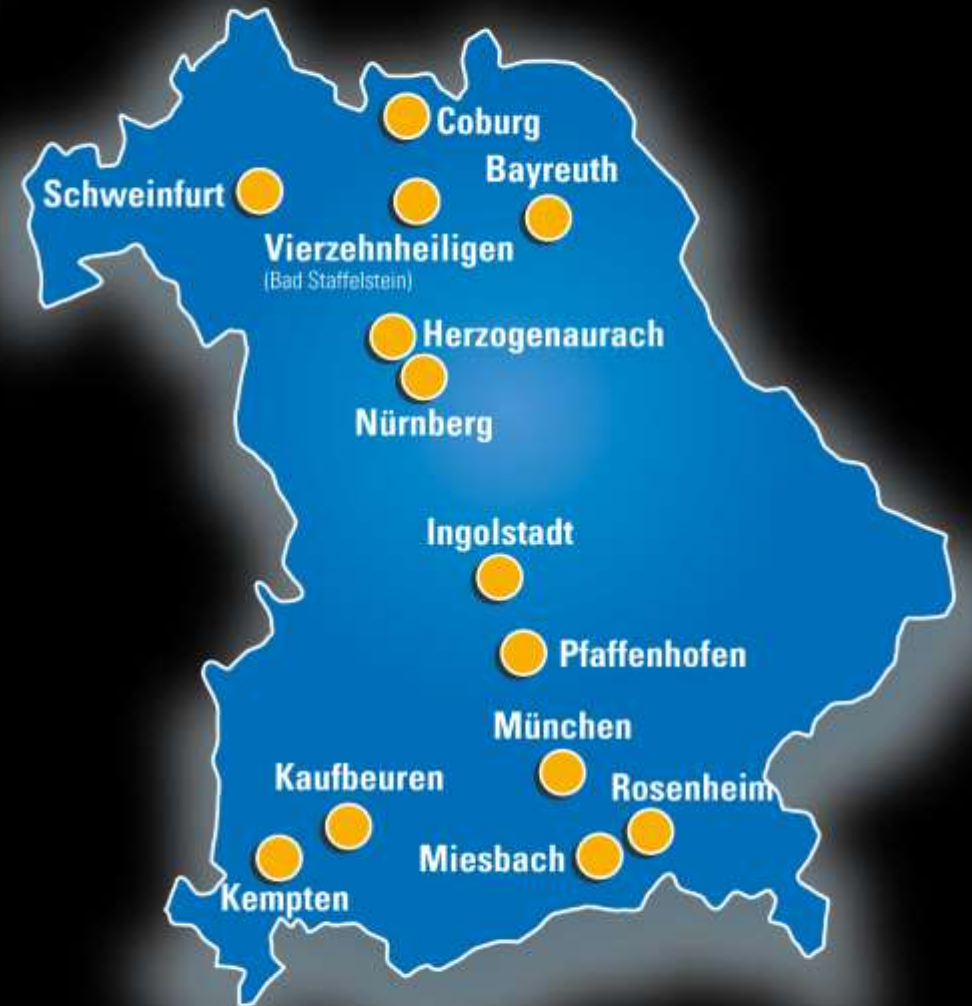 Coburg
Bayreuth
Schweinfurt
Vierzehnheiligen
(Bad Staffelstein)
Herzogenaurach
Nürnberg
Ingolstadt
Pfaffenhofen
München
Kaufbeuren
Rosenheim
Miesbach
Kempten